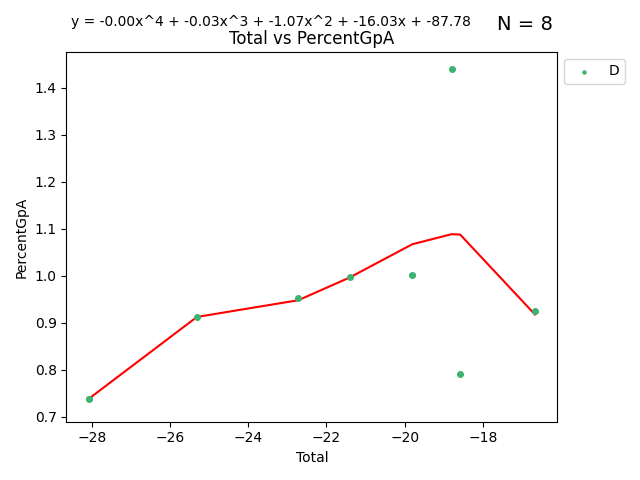 y = -0.00x^4 + -0.03x^3 + -1.07x^2 + -16.03x + -87.78
N = 8
Total vs PercentGpA
D
1.4
1.3
1.2
1.1
1.0
0.9
0.8
0.7
PercentGpA
−28
−26
−24
−22
−20
−18
Total